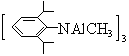 [ NAlCH₃ ]₃